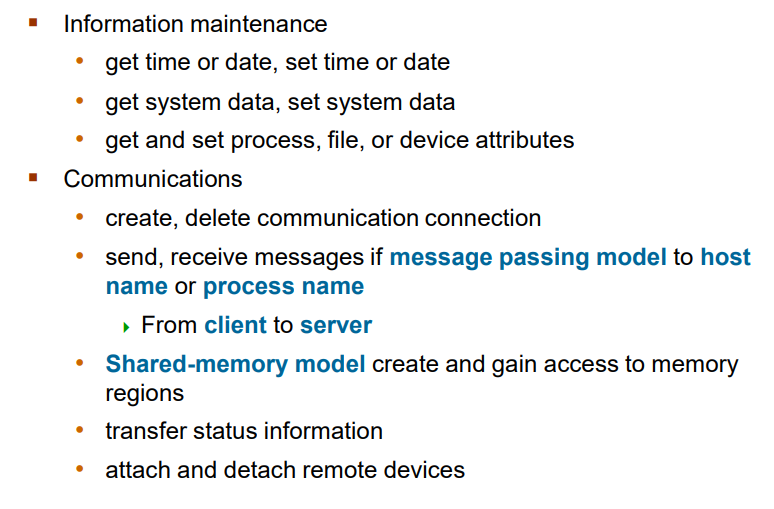 Information maintenance
get time or date, set time or date
get system data, set system data
get and set process, file, or device attributes
Communications
create, delete communication connection
send, receive messages if message passing model to host
name or process name
From client to server
Shared-memory model create and gain access to memory
regions
transfer status information
attach and detach remote devices